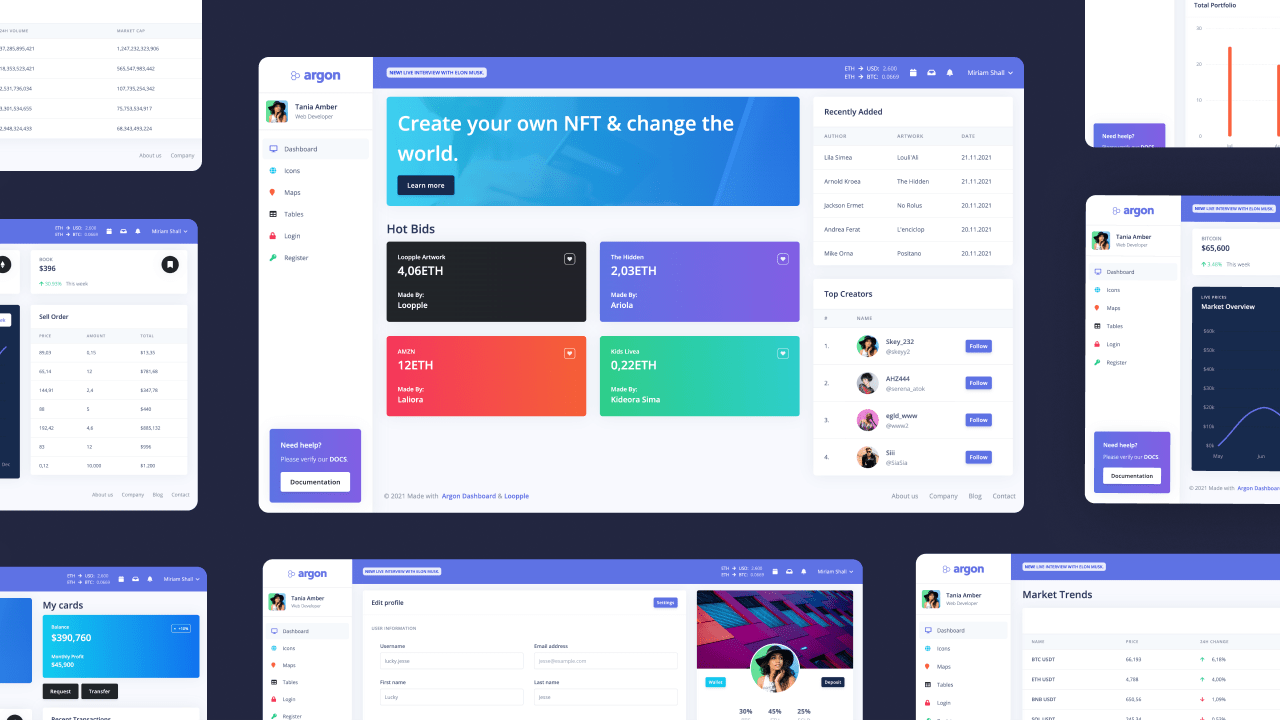 DAY VOLUME MARKET CAP
37,285,895,421 1,247,232,323,906
18,353,523,421 565,547,983,442
2,531,736,034 107,735,254,342
3,301,534,655 75,753,534,917
2,948,324,433 68,343,493,224
About us Company
argon
Tania Amber
Web Developer
Dashboard
Icons
Maps
Tables
Login
Register
Need heelp?
Please verify our DOCS
Documentation
NEW! LIVE INTERVIEW WITH ELON MUSK.
ETH → USD: 2,600
ETH → BTC: 0.0669
Miriam Shall
Create your own NFT & change the
world.
Learn more
Hot Bids
Loopple Artwork
4,06ETH
Made By:
Loopple
The Hidden
2,03ETH
Made By:
Ariola
AMZN
12ETH
Made By:
Laliora
Kids Livea
0,22ETH
Made By:
Kideora Sima
Recently Added
AUTHOR ARTWORK DATE
Lila Simea Louli'Ali 21.11.2021
Arnold Kroea The Hidden 21.11.2021
Jackson Ermet No Rolus 20.11.2021
Andrea Ferat L'enciclop 20.11.2021
Mike Orna Positano 20.11.2021
Top Creators
# NAME
1. Skey_232 Follow
@skeyy2
2. AHZ444 Follow
@serena_atok
3. egld_www Follow
@www2
4. Siii Follow
@SiaSia
© 2021 Made with Argon Dashboard & Loopple
About us Company Blog Contact
Total Portfolio
30
20
10
0
Need heelp?
ETH → USD: 2,600
ETH → BTC: 0.0669
Miriam Shall
BOOK
$396
30.93% This week
Sell Order
PRICE AMOUNT TOTAL
89,03 0,15 $13,35
65,14 12 $781,68
144,91 2,4 $347,78
88 5 $440
192,42 4,6 $885,132
83 12 $996
0,12 10,000 $1.200
Dec
About us Company Blog Contact
argon
NEW! LIVE INTERVIEW WITH ELON MUSK.
Tania Amber
Web Developer
Dashboard
Icons
Maps
Tables
Login
Register
Need heelp?
Please verify our DOCS
Documentation
BITCOIN
$65,600
3.48% This week
LIVE PRICES
Market Overview
$60k
$50k
$40k
$30k
$20k
$10k
$0k
May Jun
© 2021 Made with Argon Dashboard
ETH → USD: 2,600
ETH → BTC: 0.0669
Miriam Shall
My cards
Balance
$390,760
+10%
Monthly Profit
$45,900
Request Transfer
Recent Transactions
argon
NEW! LIVE INTERVIEW WITH ELON MUSK.
ETH → USD: 2,600
ETH → BTC: 0.0669
Miriam Shall
Tania Amber
Web Developer
Dashboard
Icons
Maps
Tables
Login
Register
Edit profile Settings
USER INFORMATION
Username Email address
lucky.jesse jesse@example.com
First name Last name
Lucky Jesse
Wallet Deposit
30% 45% 25%
argon
NEW! LIVE INTERVIEW WITH ELON MUSK.
Tania Amber
Web Developer
Dashboard
Icons
Maps
Tables
Login
Market Trends
NAME PRICE 24H CHANGE
BTC USDT 66,193 6,18%
ETH USDT 4,788 4,00%
BNB USDT 650,56 1,09%